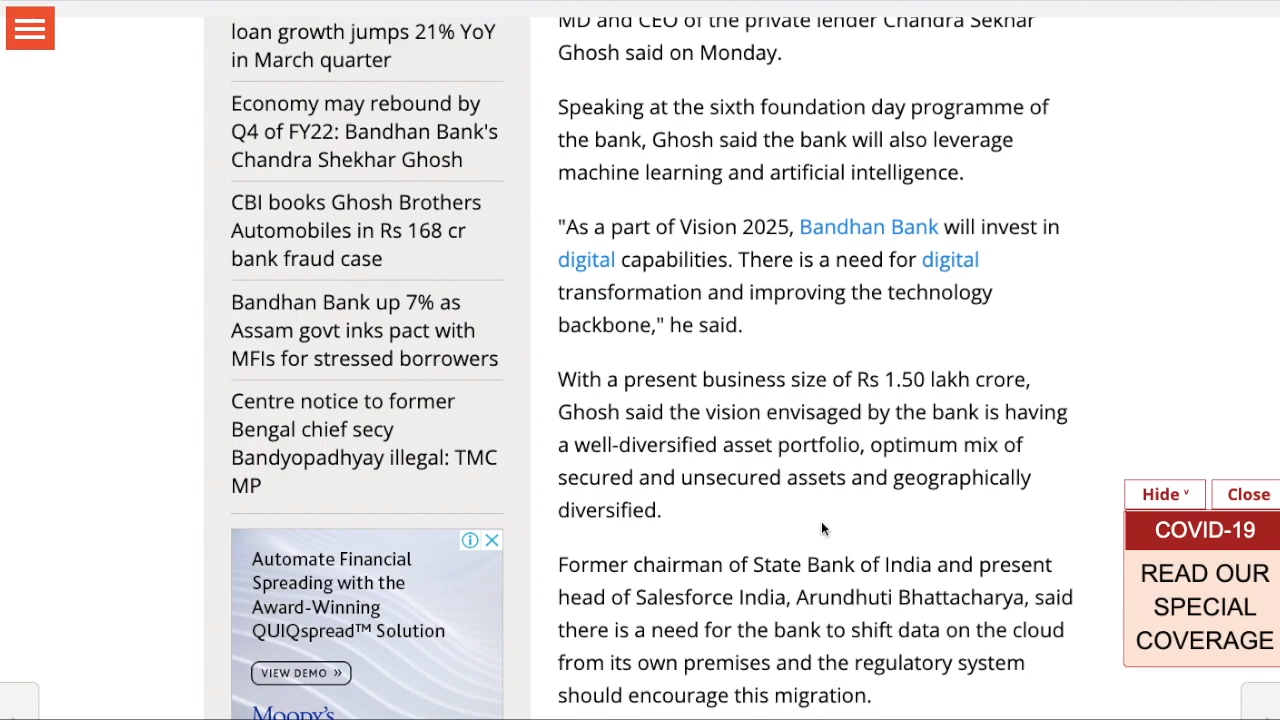 loan growth jumps 21% YoY
in March quarter
Economy may rebound by
Q4 of FY22: Bandhan Bank's
Chandra Shekhar Ghosh
CBI books Ghosh Brothers
Automobiles in Rs 168 cr
bank fraud case
Bandhan Bank up 7% as
Assam govt inks pact with
MFIs for stressed borrowers
Centre notice to former
Bengal chief secy
Bandyopadhyay illegal: TMC
MP
Automate Financial
Spreading with the
Award-Winning
QUIQspread™ Solution
VIEW DEMO »
Moody's
MD and CEO of the private lender Chandra Sekhar
Ghosh said on Monday.
Speaking at the sixth foundation day programme of
the bank, Ghosh said the bank will also leverage
machine learning and artificial intelligence.
"As a part of Vision 2025, Bandhan Bank will invest in
digital capabilities. There is a need for digital
transformation and improving the technology
backbone," he said.
With a present business size of Rs 1.50 lakh crore,
Ghosh said the vision envisaged by the bank is having
a well-diversified asset portfolio, optimum mix of
secured and unsecured assets and geographically
diversified.
Former chairman of State Bank of India and present
head of Salesforce India, Arundhuti Bhattacharya, said
there is a need for the bank to shift data on the cloud
from its own premises and the regulatory system
should encourage this migration.
Hide ˅
Close
COVID-19
READ OUR
SPECIAL
COVERAGE